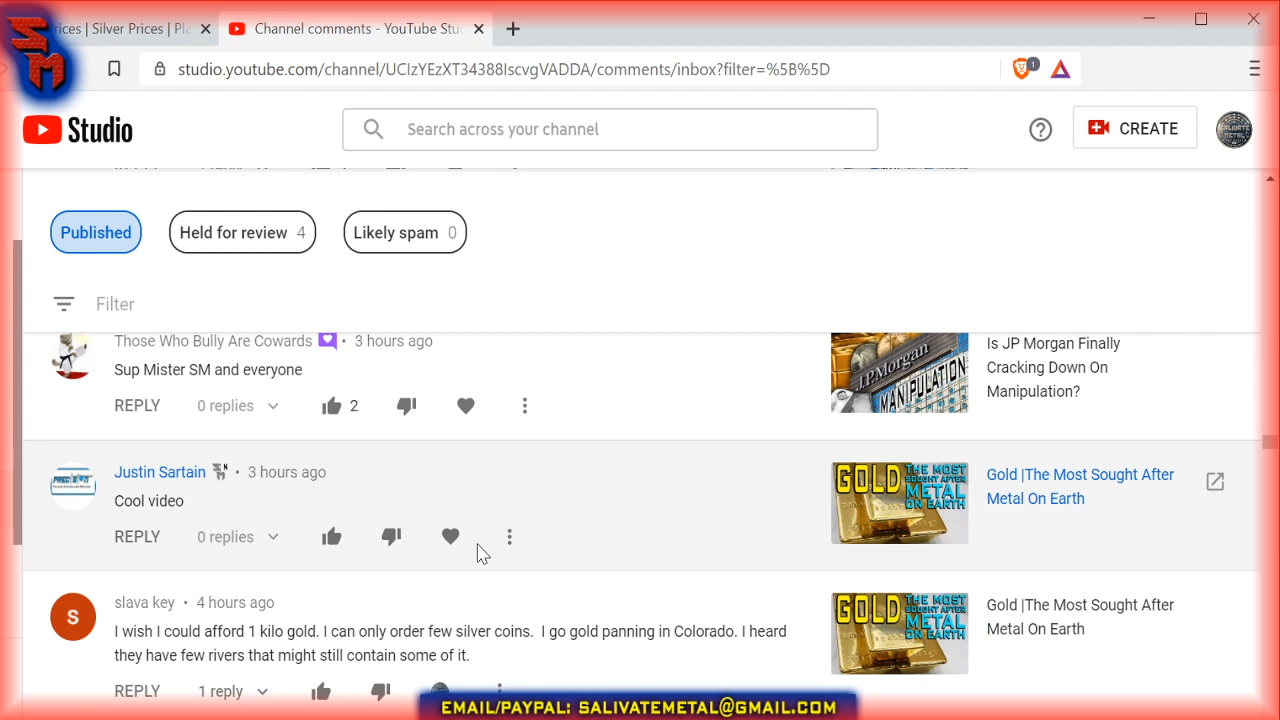 rices | Silver Prices | Pla
Channel comments - YouTube Stu
studio.youtube.com/channel/UCIzYEzXT34388IscvgVADDA/comments/inbox?filter=%5B%5D
1
SM
Studio
Search across your channel
CREATE
Published
Held for review 4
Likely spam 0
Filter
Those Who Bully Are Cowards • 3 hours ago
Sup Mister SM and everyone
REPLY 0 replies 2
J.P.Morgan
MANIPULATION
Is JP Morgan Finally
Cracking Down On
Manipulation?
Justin Sartain • 3 hours ago
Cool video
REPLY 0 replies
GOLD THE MOST
SOUGHT AFTER
METAL
ON EARTH
Gold |The Most Sought After
Metal On Earth
S
slava key • 4 hours ago
I wish I could afford 1 kilo gold. I can only order few silver coins. I go gold panning in Colorado. I heard
they have few rivers that might still contain some of it.
REPLY 1 reply
GOLD THE MOST
SOUGHT AFTER
METAL
ON EARTH
Gold |The Most Sought After
Metal On Earth
EMAIL/PAYPAL: SALIVATEMETAL@GMAIL.COM